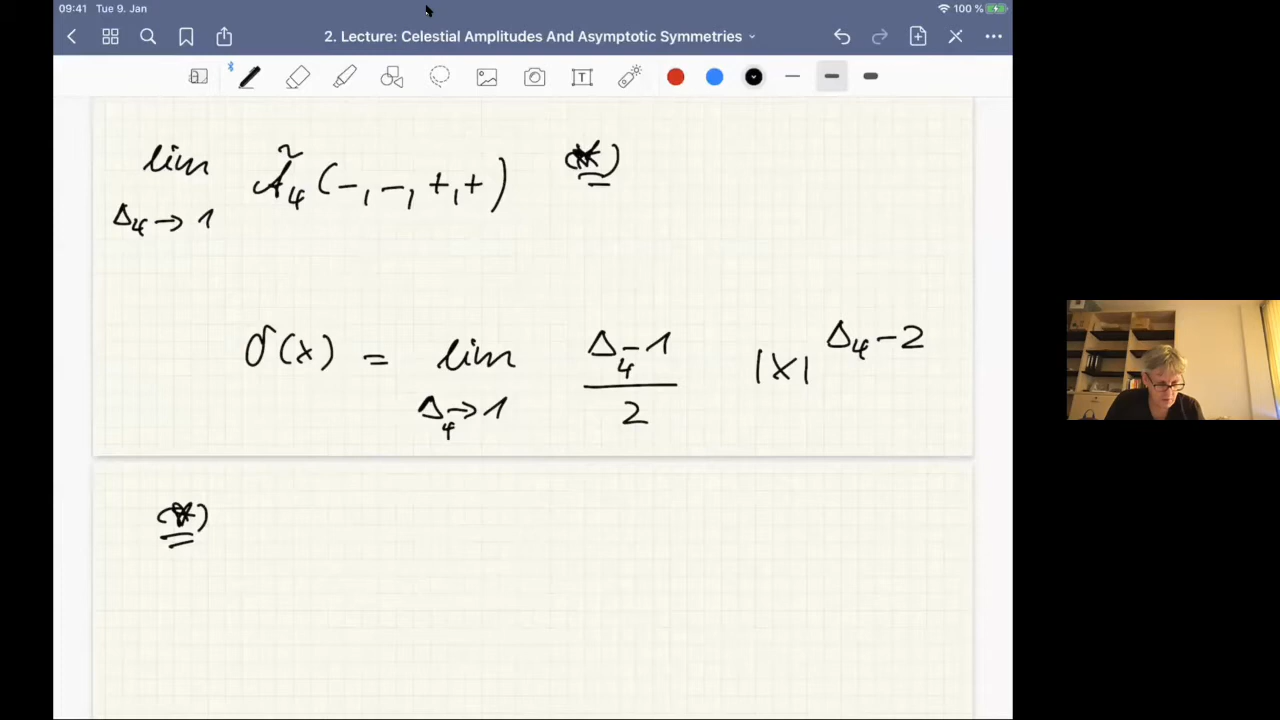 09:41 Tue 9. Jan 100 %
2. Lecture: Celestial Amplitudes And Asymptotic Symmetries
T
lim Ã₄(-,-,+,+) (*)
Δ₄→1
δ(x) = lim Δ₄-1 |x|^{Δ₄-2}
Δ₄→1 2
(*)